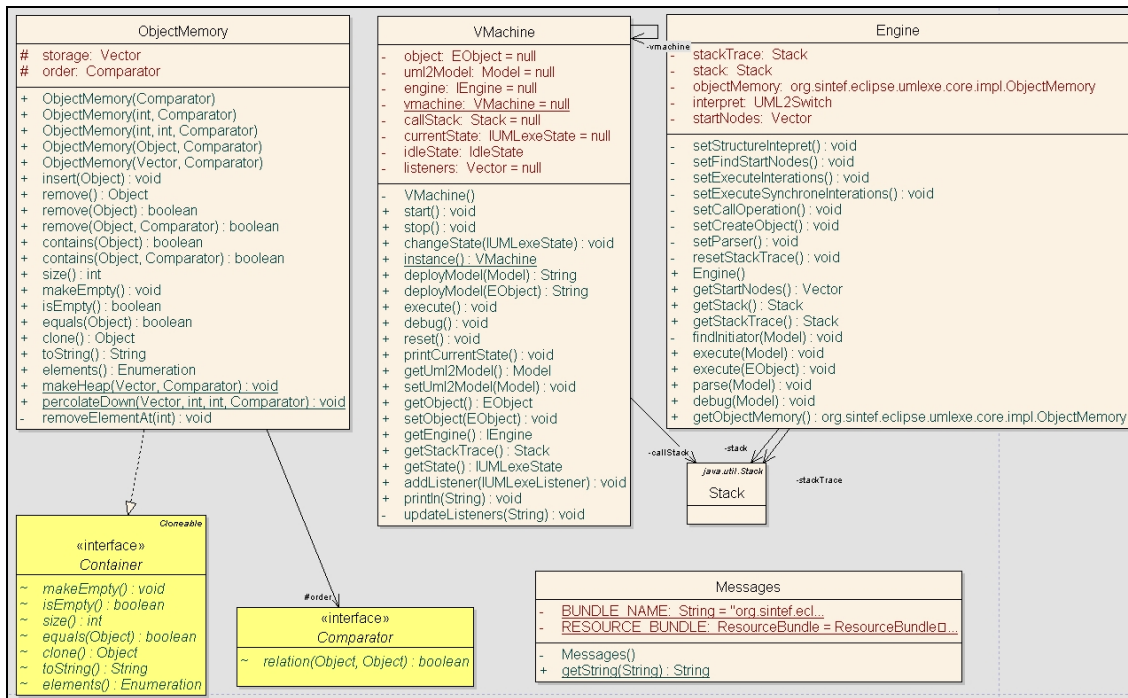 ObjectMemory
# storage: Vector
# order: Comparator
+ ObjectMemory(Comparator)
+ ObjectMemory(int, Comparator)
+ ObjectMemory(int, int, Comparator)
+ ObjectMemory(Object, Comparator)
+ ObjectMemory(Vector, Comparator)
+ insert(Object) : void
+ remove() : Object
+ remove(Object) : boolean
+ remove(Object, Comparator) : boolean
+ contains(Object) : boolean
+ contains(Object, Comparator) : boolean
+ size() : int
+ makeEmpty() : void
+ isEmpty() : boolean
+ equals(Object) : boolean
+ clone() : Object
+ toString() : String
+ elements() : Enumeration
+ makeHeap(Vector, Comparator) : void
+ percolateDown(Vector, int, int, Comparator) : void
- removeElementAt(int) : void
VMachine
- object: EObject = null
- uml2Model: Model = null
- engine: IEngine = null
- vmachine: VMachine = null
- callStack: Stack = null
- currentState: IUMLexeState = null
- idleState: IdleState
- listeners: Vector = null
- VMachine()
+ start() : void
+ stop() : void
+ changeState(IUMLexeState) : void
+ instance() : VMachine
+ deployModel(Model) : String
+ deployModel(EObject) : String
+ execute() : void
+ debug() : void
+ reset() : void
+ printCurrentState() : void
+ getUml2Model() : Model
+ setUml2Model(Model) : void
+ getObject() : EObject
+ setObject(EObject) : void
+ getEngine() : IEngine
+ getStackTrace() : Stack
+ getState() : IUMLexeState
+ addListener(IUMLexeListener) : void
+ println(String) : void
- updateListeners(String) : void
-vmachine
Engine
- stackTrace: Stack
- stack: Stack
- objectMemory: org.sintef.eclipse.umlexe.core.impl.ObjectMemory
- interpret: UML2Switch
- startNodes: Vector
- setStructureIntepret() : void
- setFindStartNodes() : void
- setExecuteInterations() : void
- setExecuteSynchroneInterations() : void
- setCallOperation() : void
- setCreateObject() : void
- setParser() : void
- resetStackTrace() : void
+ Engine()
+ getStartNodes() : Vector
+ getStack() : Stack
+ getStackTrace() : Stack
- findInitiator(Model) : void
+ execute(Model) : void
+ execute(EObject) : void
+ parse(Model) : void
+ debug(Model) : void
+ getObjectMemory() : org.sintef.eclipse.umlexe.core.impl.ObjectMemory
-callStack
-stack
-stackTrace
java.util.Stack
Stack
Cloneable
«interface»
Container
~ makeEmpty() : void
~ isEmpty() : boolean
~ size() : int
~ equals(Object) : boolean
~ clone() : Object
~ toString() : String
~ elements() : Enumeration
#order
«interface»
Comparator
~ relation(Object, Object) : boolean
Messages
- BUNDLE_NAME: String = "org.sintef.ecl...
- RESOURCE_BUNDLE: ResourceBundle = ResourceBundle□...
- Messages()
+ getString(String) : String